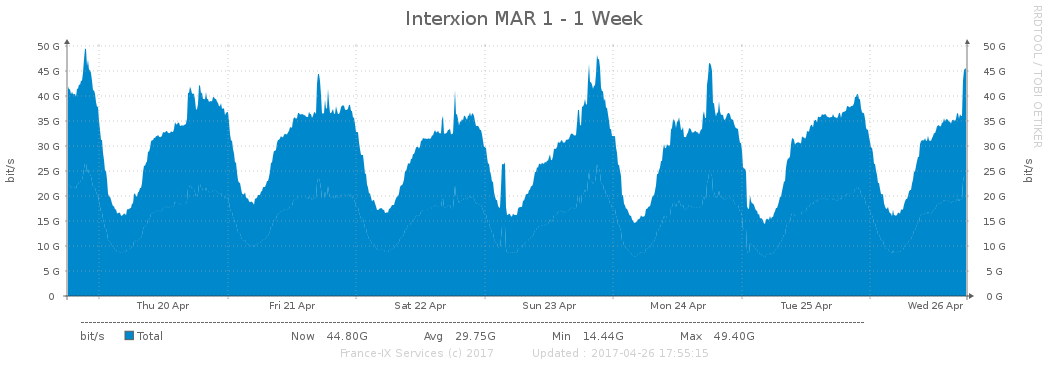 Interxion MAR 1 - 1 Week
RRDTOOL / TOBI OETIKER
50 G 50 G
45 G 45 G
40 G 40 G
35 G 35 G
30 G 30 G
25 G 25 G
20 G 20 G
15 G 15 G
10 G 10 G
5 G 5 G
0 0 G
bit/s bit/s
Thu 20 Apr Fri 21 Apr Sat 22 Apr Sun 23 Apr Mon 24 Apr Tue 25 Apr Wed 26 Apr
bit/s Total Now 44.80G Avg 29.75G Min 14.44G Max 49.40G
France-IX Services (c) 2017 Updated : 2017-04-26 17:55:15